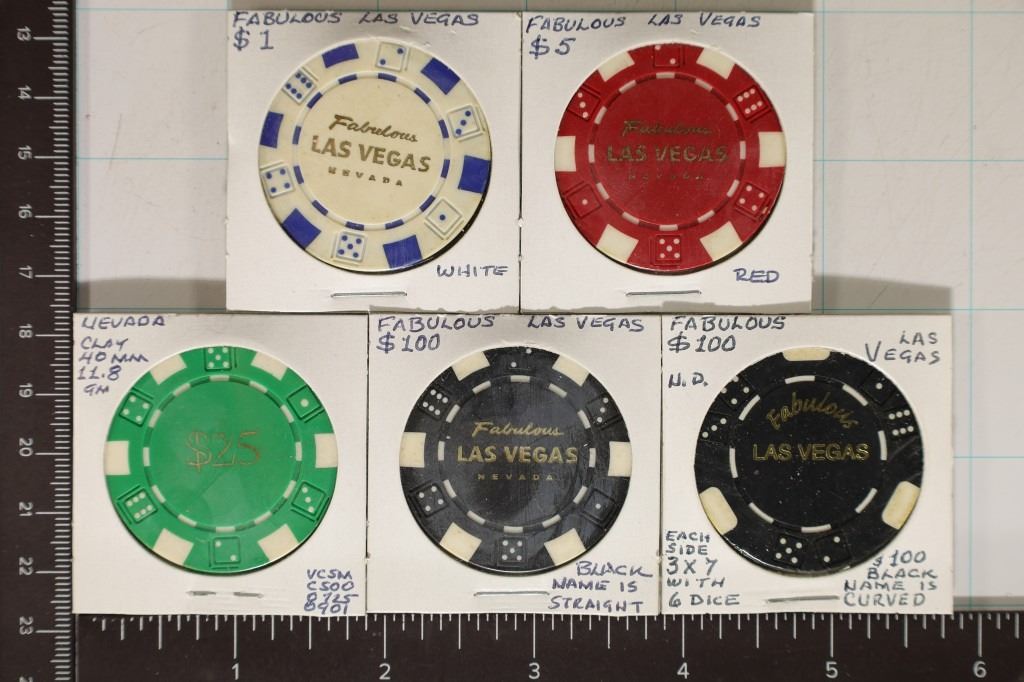 FABULOUS LAS VEGAS
$1
Fabulous
LAS VEGAS
NEVADA
WHITE
FABULOUS LAS VEGAS
$5
Fabulous
LAS VEGAS
NEVADA
RED
NEVADA
CLAY
40 MM
11.8
GM
$25
VCSM
CS00
FABULOUS LAS VEGAS
$100
Fabulous
LAS VEGAS
NEVADA
BLACK
NAME IS
STRAIGHT
FABULOUS
$100
LAS
VEGAS
N.D.
Fabulous
LAS VEGAS
EACH
SIDE
3X7
WITH
6 DICE
$100
BLACK
NAME IS
CURVED
13
14
15
16
17
18
19
20
21
22
23
1 2 3 4 5 6